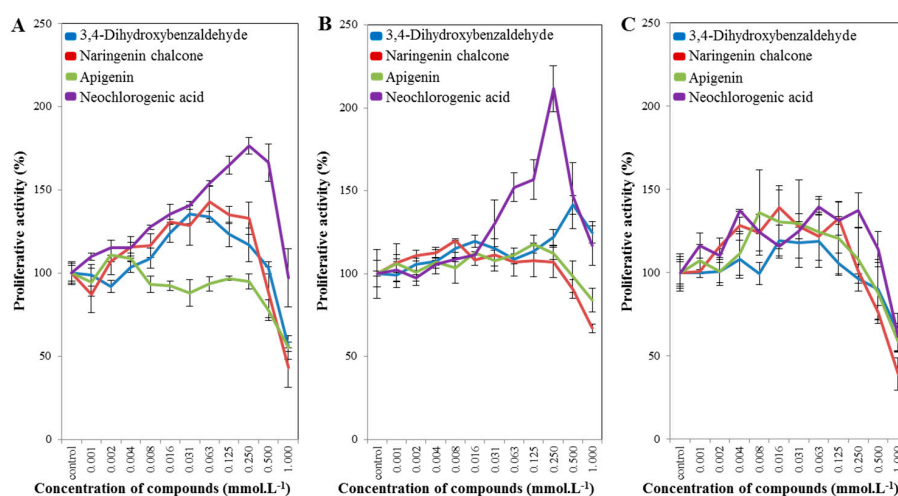 A
250
200
150
100
50
0
Proliferative activity (%)
3,4-Dihydroxybenzaldehyde
Naringenin chalcone
Apigenin
Neochlorogenic acid
control
0.001
0.002
0.004
0.008
0.016
0.031
0.063
0.125
0.250
0.500
1.000
Concentration of compounds (mmol.L⁻¹)
B
250
200
150
100
50
0
Proliferative activity (%)
3,4-Dihydroxybenzaldehyde
Naringenin chalcone
Apigenin
Neochlorogenic acid
control
0.001
0.002
0.004
0.008
0.016
0.031
0.063
0.125
0.250
0.500
1.000
Concentration of compounds (mmol.L⁻¹)
C
250
200
150
100
50
0
Proliferative activity (%)
3,4-Dihydroxybenzaldehyde
Naringenin chalcone
Apigenin
Neochlorogenic acid
control
0.001
0.002
0.004
0.008
0.016
0.031
0.063
0.125
0.250
0.500
1.000
Concentration of compounds (mmol.L⁻¹)